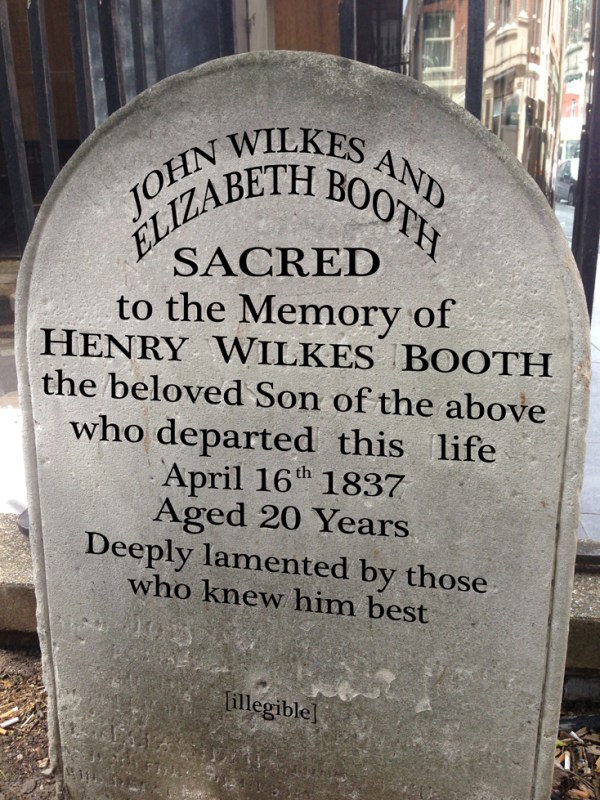 JOHN WILKES AND
ELIZABETH BOOTH
SACRED
to the Memory of
HENRY WILKES BOOTH
the beloved Son of the above
who departed this life
April 16th 1837
Aged 20 Years
Deeply lamented by those
who knew him best
[illegible]